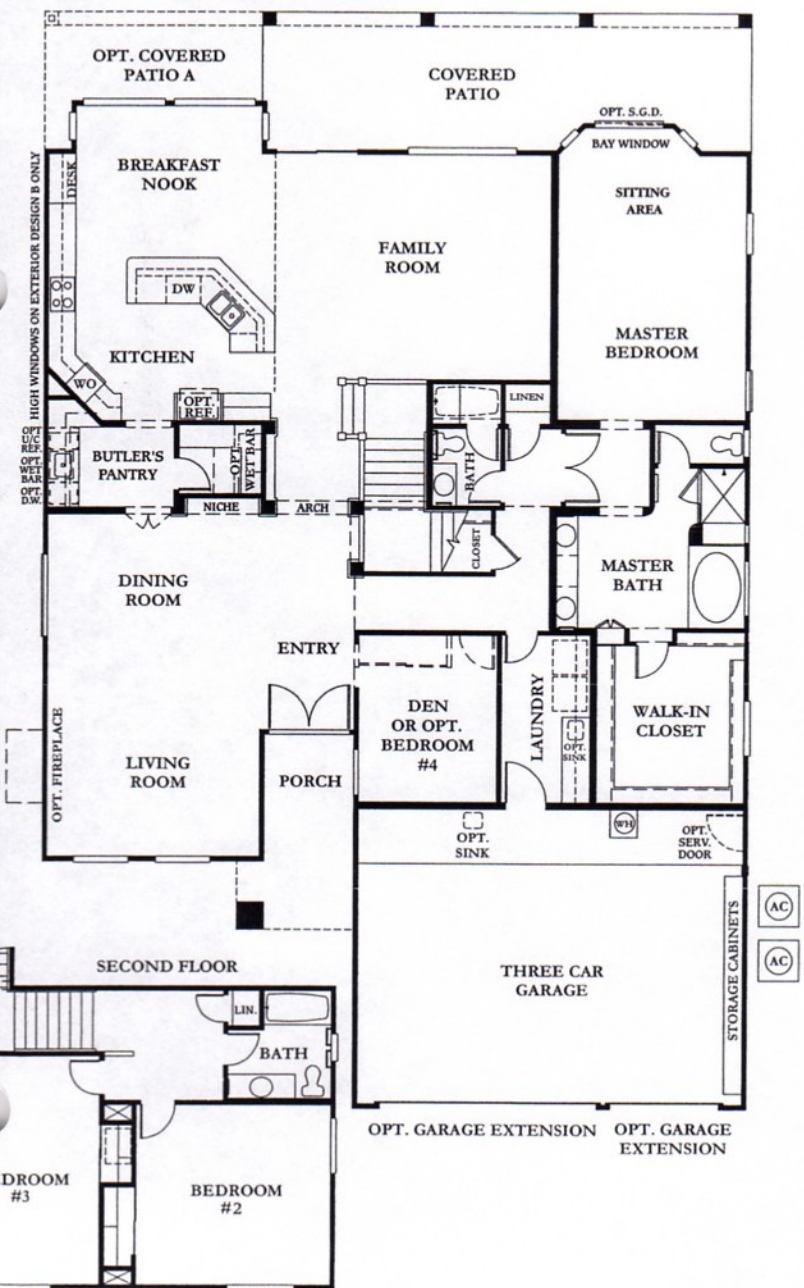 OPT. COVERED
PATIO A
COVERED
PATIO
OPT. S.G.D.
BAY WINDOW
HIGH WINDOWS ON EXTERIOR DESIGN B ONLY
DESK
BREAKFAST
NOOK
SITTING
AREA
FAMILY
ROOM
DW
MASTER
BEDROOM
KITCHEN
WO
OPT.
REF.
LINEN
OPT
U/C
REF.
OPT.
WET
BAR
OPT.
D.W.
BUTLER'S
PANTRY
OPT.
WET BAR
BATH
NICHE
ARCH
CLOSET
DINING
ROOM
MASTER
BATH
ENTRY
DEN
OR OPT.
BEDROOM
#4
LAUNDRY
OPT.
SINK
WALK-IN
CLOSET
OPT. FIREPLACE
LIVING
ROOM
PORCH
OPT.
SINK
WH
OPT.
SERV.
DOOR
STORAGE CABINETS
AC
AC
THREE CAR
GARAGE
SECOND FLOOR
LIN.
BATH
OPT. GARAGE EXTENSION
OPT. GARAGE
EXTENSION
DROOM
#3
BEDROOM
#2